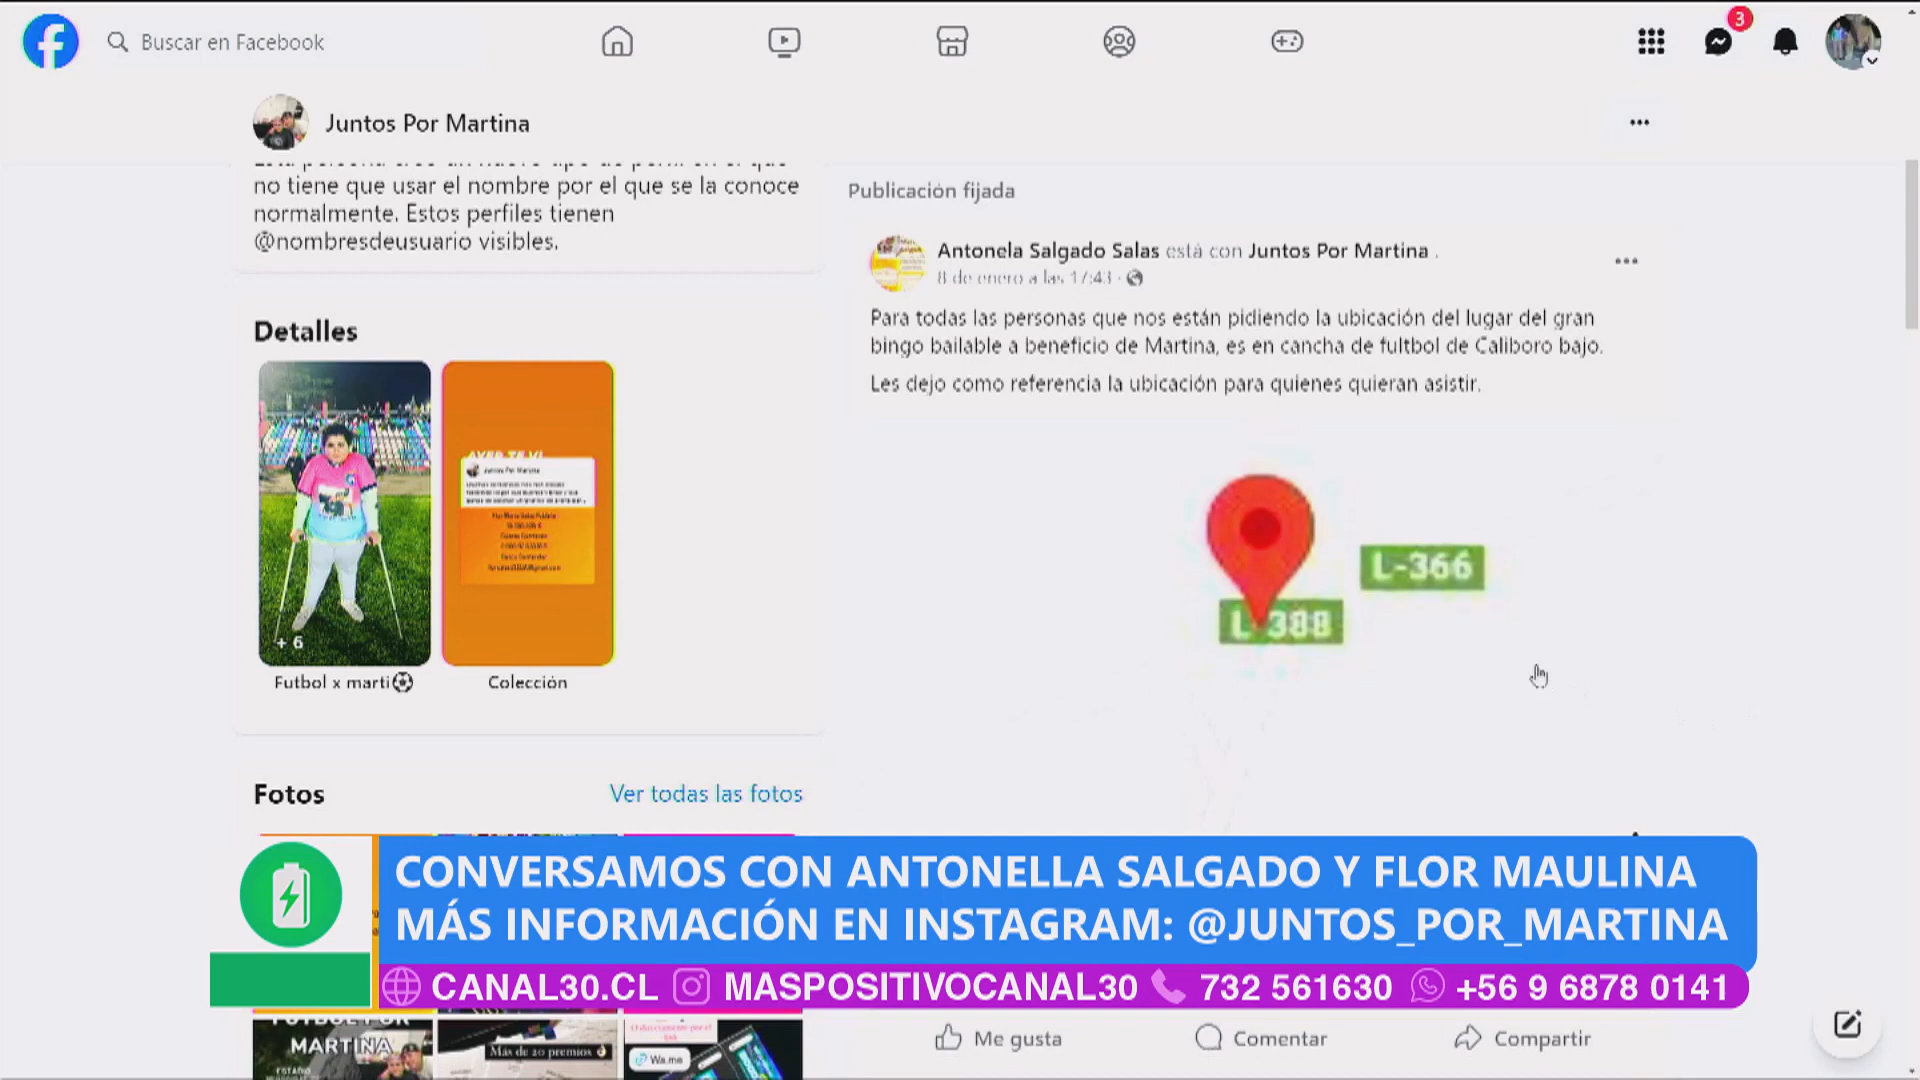 Buscar en Facebook
3
Juntos Por Martina
no tiene que usar el nombre por el que se la conoce
normalmente. Estos perfiles tienen
@nombresdeusuario visibles.
Detalles
+ 6
Futbol x marti
Colección
Fotos
Ver todas las fotos
Publicación fijada
Antonela Salgado Salas está con Juntos Por Martina .
8 de enero a las 17:43 ·
Para todas las personas que nos están pidiendo la ubicación del lugar del gran
bingo bailable a beneficio de Martina, es en cancha de fultbol de Caliboro bajo.
Les dejo como referencia la ubicación para quienes quieran asistir.
L-366
L-388
CONVERSAMOS CON ANTONELLA SALGADO Y FLOR MAULINA
MÁS INFORMACIÓN EN INSTAGRAM: @JUNTOS_POR_MARTINA
CANAL30.CL MASPOSITIVOCANAL30 732 561630 +56 9 6878 0141
FUTBOL POR
MARTINA
ESTADIO
Más de 20 premios
Wa.me
Me gusta
Comentar
Compartir